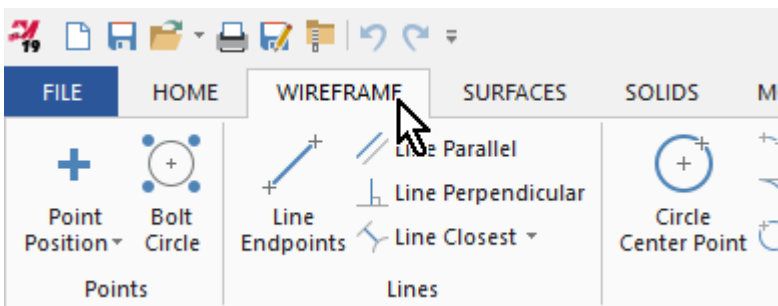 19
FILE HOME WIREFRAME SURFACES SOLIDS
Line Parallel
Line Perpendicular
Line Closest
Point
Position
Bolt
Circle
Line
Endpoints
Circle
Center Point
Points
Lines